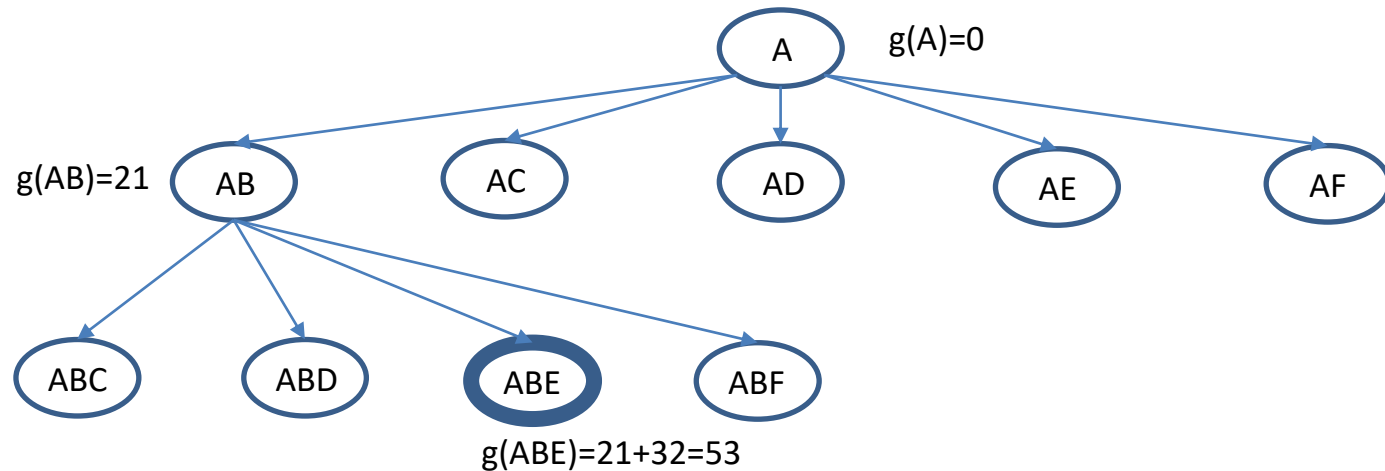 A
g(A)=0
g(AB)=21
AB
AC
AD
AE
AF
ABC
ABD
ABE
ABF
g(ABE)=21+32=53